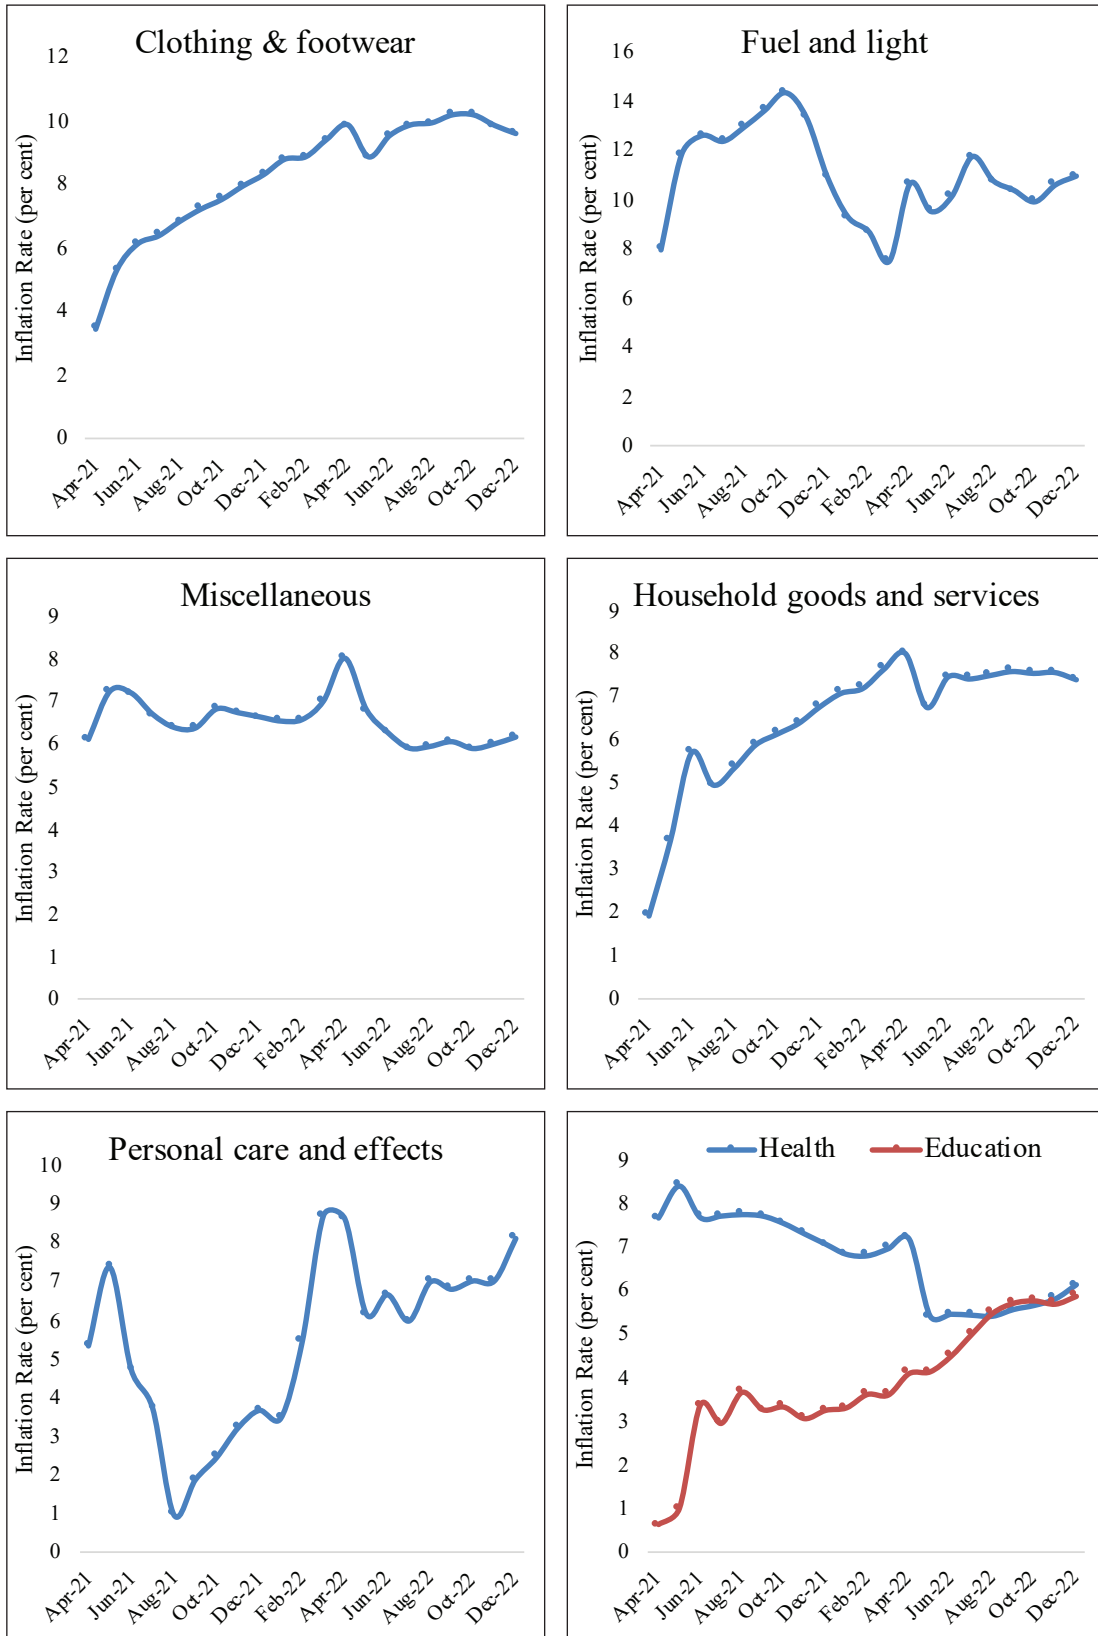 Clothing & footwear
Inflation Rate (per cent)
12
10
8
6
4
2
0
Apr-21
Jun-21
Aug-21
Oct-21
Dec-21
Feb-22
Apr-22
Jun-22
Aug-22
Oct-22
Dec-22
Fuel and light
Inflation Rate (per cent)
16
14
12
10
8
6
4
2
0
Apr-21
Jun-21
Aug-21
Oct-21
Dec-21
Feb-22
Apr-22
Jun-22
Aug-22
Oct-22
Dec-22
Miscellaneous
Inflation Rate (per cent)
9
8
7
6
5
4
3
2
1
0
Apr-21
Jun-21
Aug-21
Oct-21
Dec-21
Feb-22
Apr-22
Jun-22
Aug-22
Oct-22
Dec-22
Household goods and services
Inflation Rate (per cent)
9
8
7
6
5
4
3
2
1
0
Apr-21
Jun-21
Aug-21
Oct-21
Dec-21
Feb-22
Apr-22
Jun-22
Aug-22
Oct-22
Dec-22
Personal care and effects
Inflation Rate (per cent)
10
9
8
7
6
5
4
3
2
1
0
Apr-21
Jun-21
Aug-21
Oct-21
Dec-21
Feb-22
Apr-22
Jun-22
Aug-22
Oct-22
Dec-22
Health Education
Inflation Rate (per cent)
9
8
7
6
5
4
3
2
1
0
Apr-21
Jun-21
Aug-21
Oct-21
Dec-21
Feb-22
Apr-22
Jun-22
Aug-22
Oct-22
Dec-22